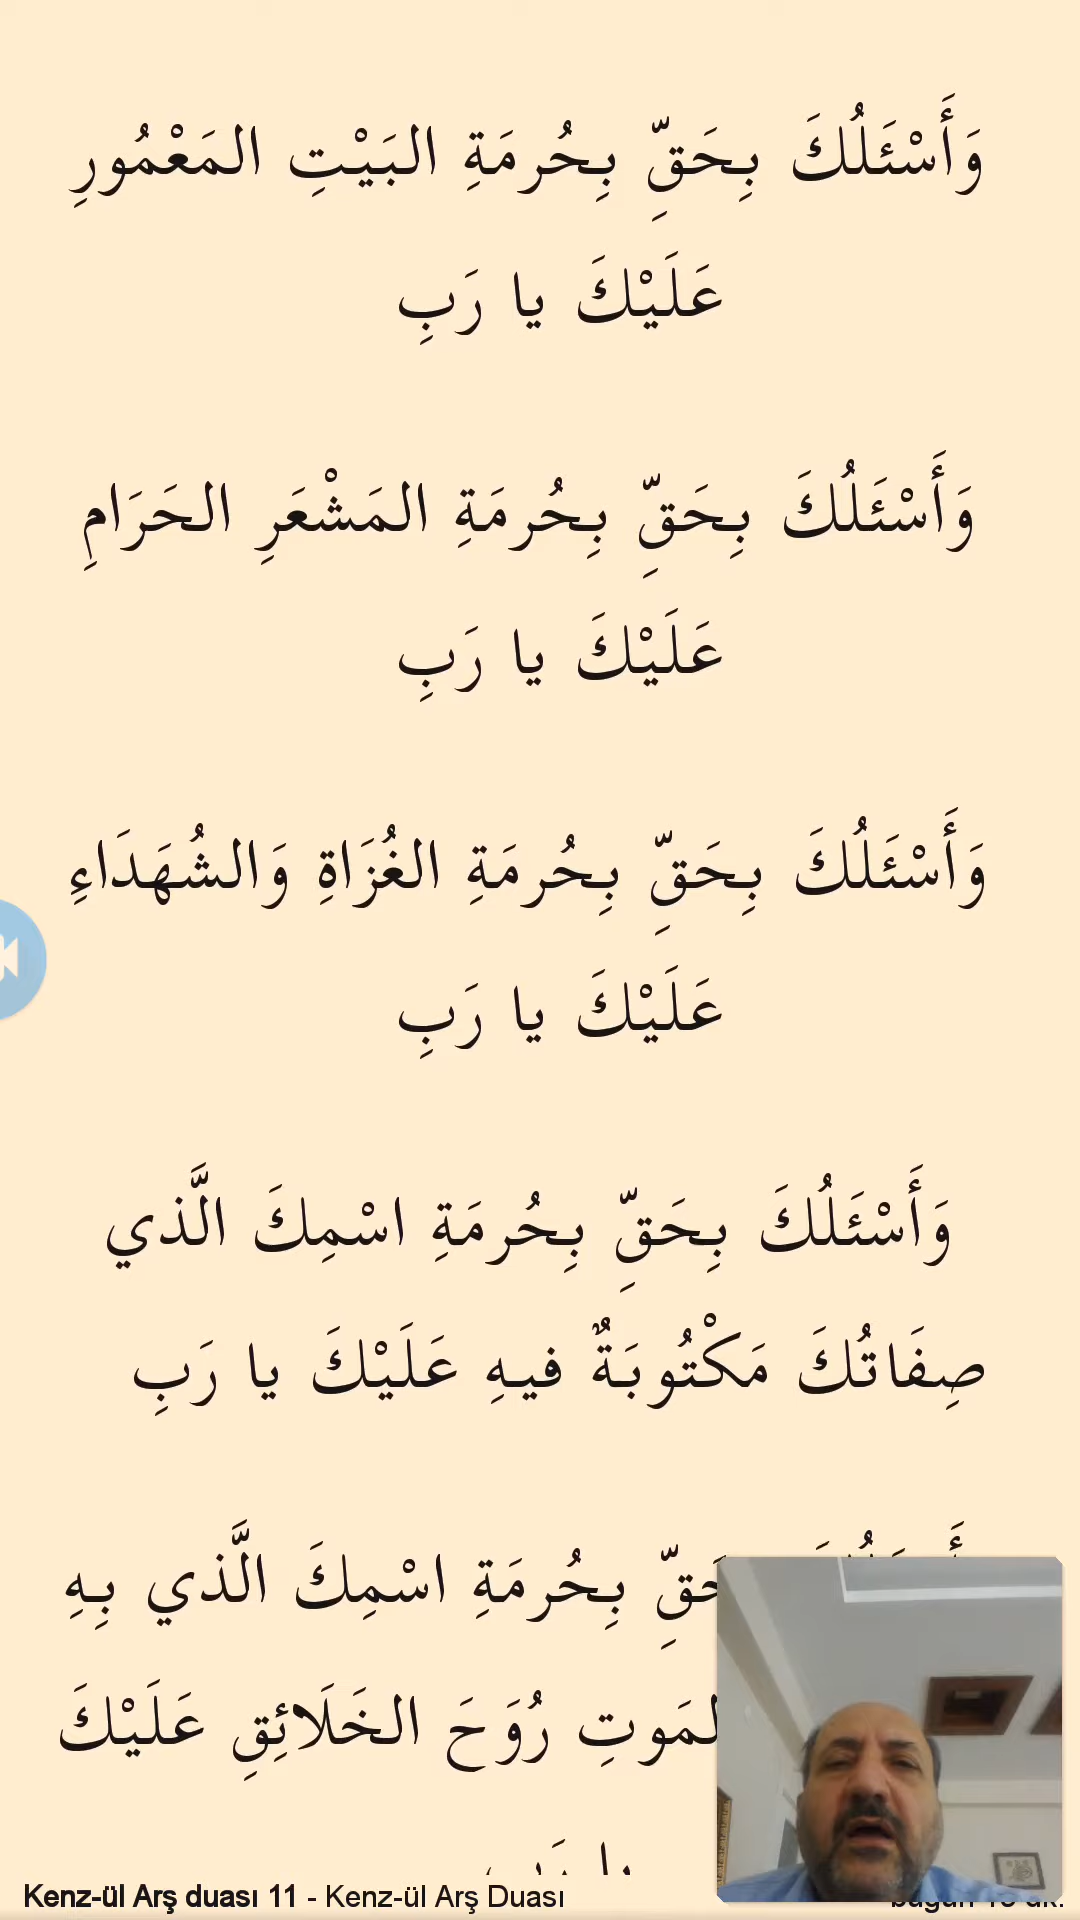 وَأَسْئَلُكَ بِحَقِّ بِحُرمَةِ البَيْتِ المَعْمُورِ
عَلَيْكَ يا رَبِ
وَأَسْئَلُكَ بِحَقِّ بِحُرمَةِ المَشْعَرِ الحَرَامِ
عَلَيْكَ يا رَبِ
وَأَسْئَلُكَ بِحَقِّ بِحُرمَةِ الغُزَاةِ وَالشُهَدَاءِ
عَلَيْكَ يا رَبِ
وَأَسْئَلُكَ بِحَقِّ بِحُرمَةِ اسْمِكَ الَّذي
صِفَاتُكَ مَكْتُوبَةٌ فيهِ عَلَيْكَ يا رَبِ
بِحُرمَةِ اسْمِكَ الَّذي بِهِ
رُوَحَ الخَلَائِقِ عَلَيْكَ
Kenz-ül Arş duası 11 - Kenz-ül Arş Duası